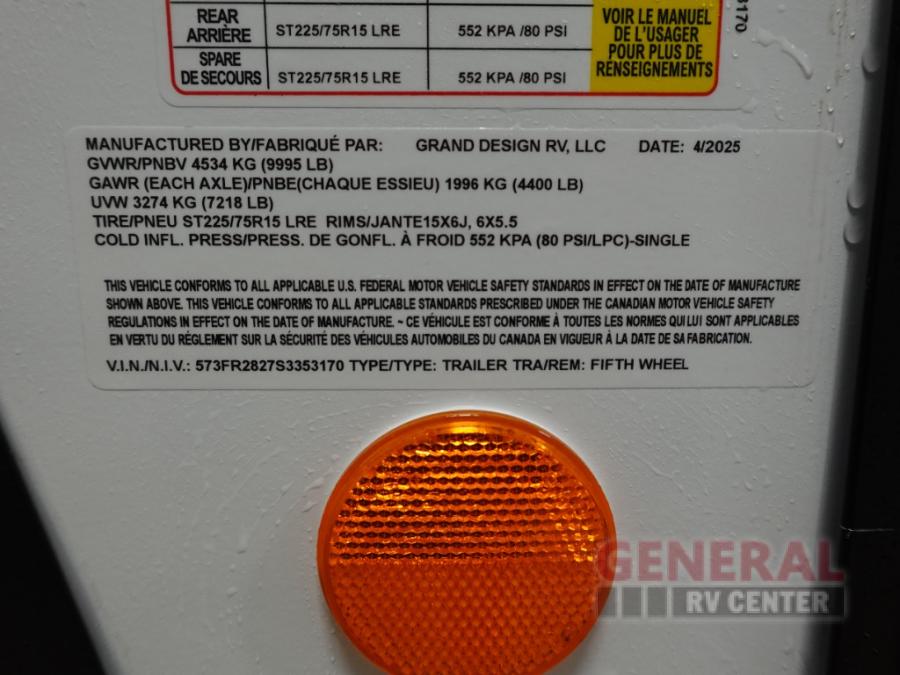 REAR
ARRIÈRE
ST225/75R15 LRE
552 KPA /80 PSI
SPARE
DE SECOURS
ST225/75R15 LRE
552 KPA /80 PSI
VOIR LE MANUEL
DE L'USAGER
POUR PLUS DE
RENSEIGNEMENTS
MANUFACTURED BY/FABRIQUÉ PAR: GRAND DESIGN RV, LLC DATE: 4/2025
GVWR/PNBV 4534 KG (9995 LB)
GAWR (EACH AXLE)/PNBE(CHAQUE ESSIEU) 1996 KG (4400 LB)
UVW 3274 KG (7218 LB)
TIRE/PNEU ST225/75R15 LRE RIMS/JANTE15X6J, 6X5.5
COLD INFL. PRESS/PRESS. DE GONFL. À FROID 552 KPA (80 PSI/LPC)-SINGLE
THIS VEHICLE CONFORMS TO ALL APPLICABLE U.S. FEDERAL MOTOR VEHICLE SAFETY STANDARDS IN EFFECT ON THE DATE OF MANUFACTURE
SHOWN ABOVE. THIS VEHICLE CONFORMS TO ALL APPLICABLE STANDARDS PRESCRIBED UNDER THE CANADIAN MOTOR VEHICLE SAFETY
REGULATIONS IN EFFECT ON THE DATE OF MANUFACTURE. ~ CE VÉHICULE EST CONFORME À TOUTES LES NORMES QUI LUI SONT APPLICABLES
EN VERTU DU RÈGLEMENT SUR LA SÉCURITÉ DES VÉHICULES AUTOMOBILES DU CANADA EN VIGUEUR À LA DATE DE SA FABRICATION.
V.I.N./N.I.V.: 573FR2827S3353170 TYPE/TYPE: TRAILER TRA/REM: FIFTH WHEEL
GENERAL
RV CENTER